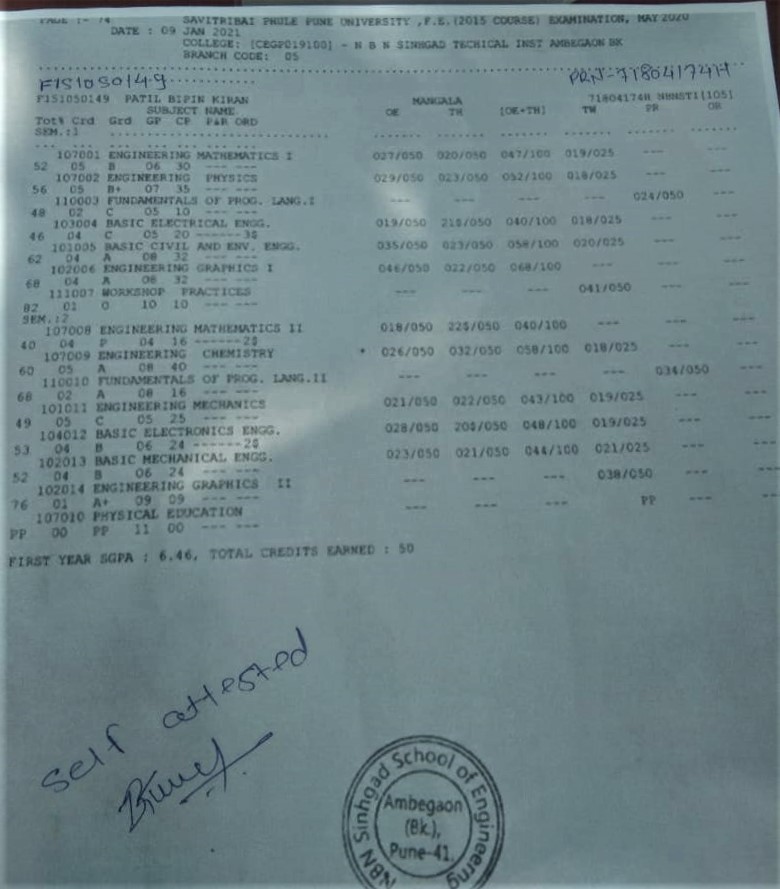 PAGE :- 74 SAVITRIBAI PHULE PUNE UNIVERSITY ,F.E.(2015 COURSE) EXAMINATION, MAY 2020
DATE : 09 JAN 2021
COLLEGE: [CEGP019100] - N B N SINHGAD TECHICAL INST AMBEGAON BK
BRANCH CODE: 05
F151050149 PRN-71804174H
F151050149 PATIL BIPIN KIRAN MANGALA 71804174H NBNSTI[105]
SUBJECT NAME OE TH [OE+TH] TW PR OR
Tot% Crd Grd GP CP P&R ORD
SEM.:1
107001 ENGINEERING MATHEMATICS I 027/050 020/050 047/100 019/025 --- ---
52 05 B 06 30 --- ---
107002 ENGINEERING PHYSICS 029/050 023/050 052/100 018/025 --- ---
56 05 B+ 07 35 --- ---
110003 FUNDAMENTALS OF PROG. LANG.I --- --- --- --- 024/050 ---
48 02 C 05 10 --- ---
103004 BASIC ELECTRICAL ENGG. 019/050 21$/050 040/100 018/025 --- ---
46 04 C 05 20 ------3$
101005 BASIC CIVIL AND ENV. ENGG. 035/050 023/050 058/100 020/025 --- ---
62 04 A 08 32 --- ---
102006 ENGINEERING GRAPHICS I 046/050 022/050 068/100 --- --- ---
68 04 A 08 32 --- ---
111007 WORKSHOP PRACTICES --- --- --- 041/050 --- ---
82 01 O 10 10 --- ---
SEM.:2
107008 ENGINEERING MATHEMATICS II 018/050 22$/050 040/100 --- --- ---
40 04 P 04 16 ------2$
107009 ENGINEERING CHEMISTRY * 026/050 032/050 058/100 018/025 --- ---
60 05 A 08 40 --- ---
110010 FUNDAMENTALS OF PROG. LANG.II --- --- --- --- 034/050 ---
68 02 A 08 16 --- ---
101011 ENGINEERING MECHANICS 021/050 022/050 043/100 019/025 --- ---
49 05 C 05 25 --- ---
104012 BASIC ELECTRONICS ENGG. 028/050 20$/050 048/100 019/025 --- ---
53 04 B 06 24 ------2$
102013 BASIC MECHANICAL ENGG. 023/050 021/050 044/100 021/025 --- ---
52 04 B 06 24 --- ---
102014 ENGINEERING GRAPHICS II --- --- --- 038/050 --- ---
76 01 A+ 09 09 --- ---
107010 PHYSICAL EDUCATION --- --- --- --- PP --- ---
PP 00 PP 11 00 --- ---
FIRST YEAR SGPA : 6.46, TOTAL CREDITS EARNED : 50
self attested
NBN Sinhgad School of Engineerng
Ambegaon
(Bk.),
Pune-41.